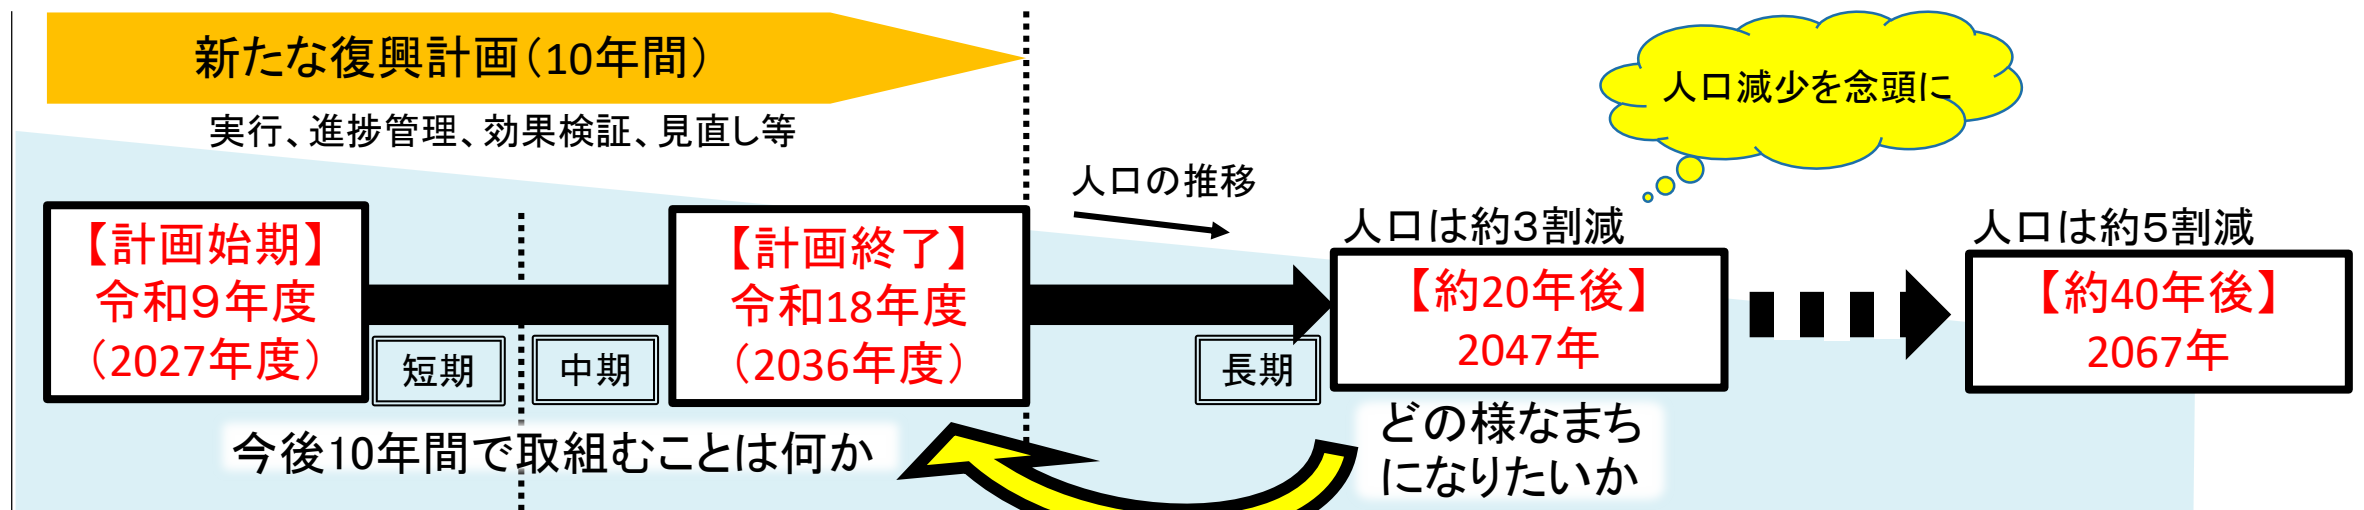 新たな復興計画（10年間）
実行、進捗管理、効果検証、見直し等
人口減少を念頭に
人口の推移
【計画始期】
令和９年度
（2027年度）
短期
中期
【計画終了】
令和18年度
（2036年度）
長期
人口は約３割減
【約20年後】
2047年
人口は約５割減
【約40年後】
2067年
今後10年間で取組むことは何か
どの様なまち
になりたいか